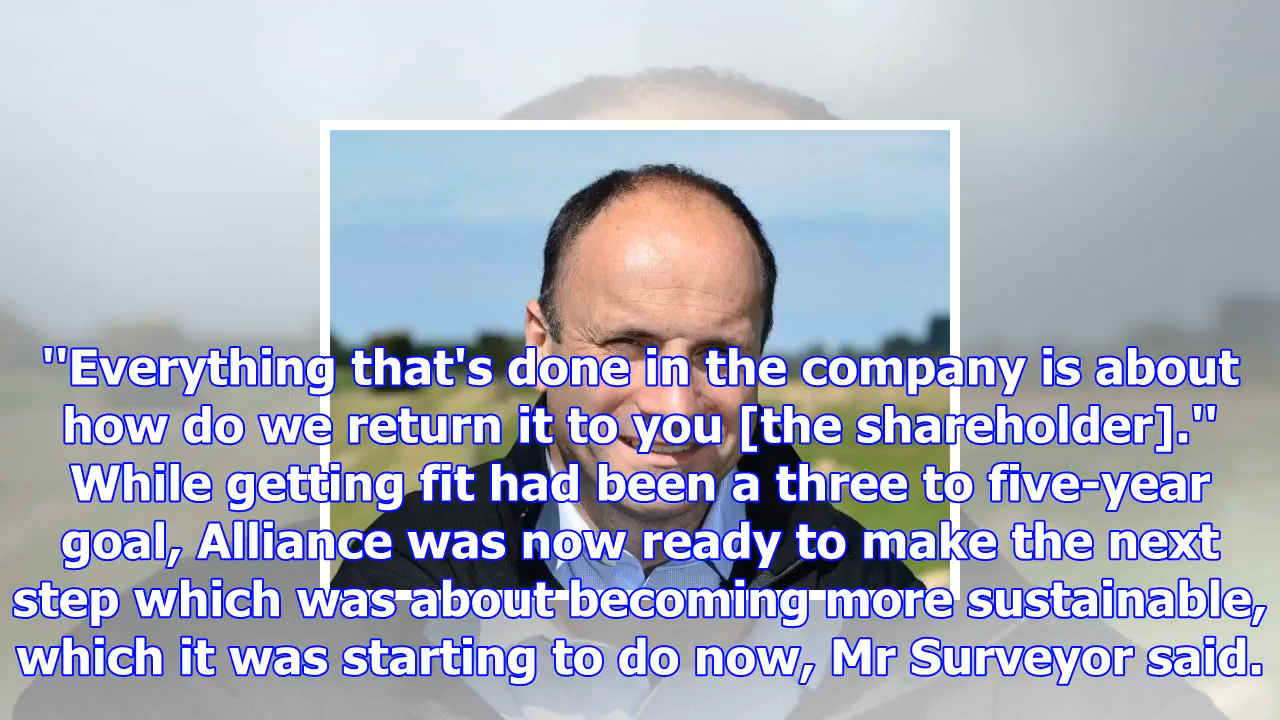 "Everything that's done in the company is about
how do we return it to you [the shareholder]."
While getting fit had been a three to five-year
goal, Alliance was now ready to make the next
step which was about becoming more sustainable,
which it was starting to do now, Mr Surveyor said.